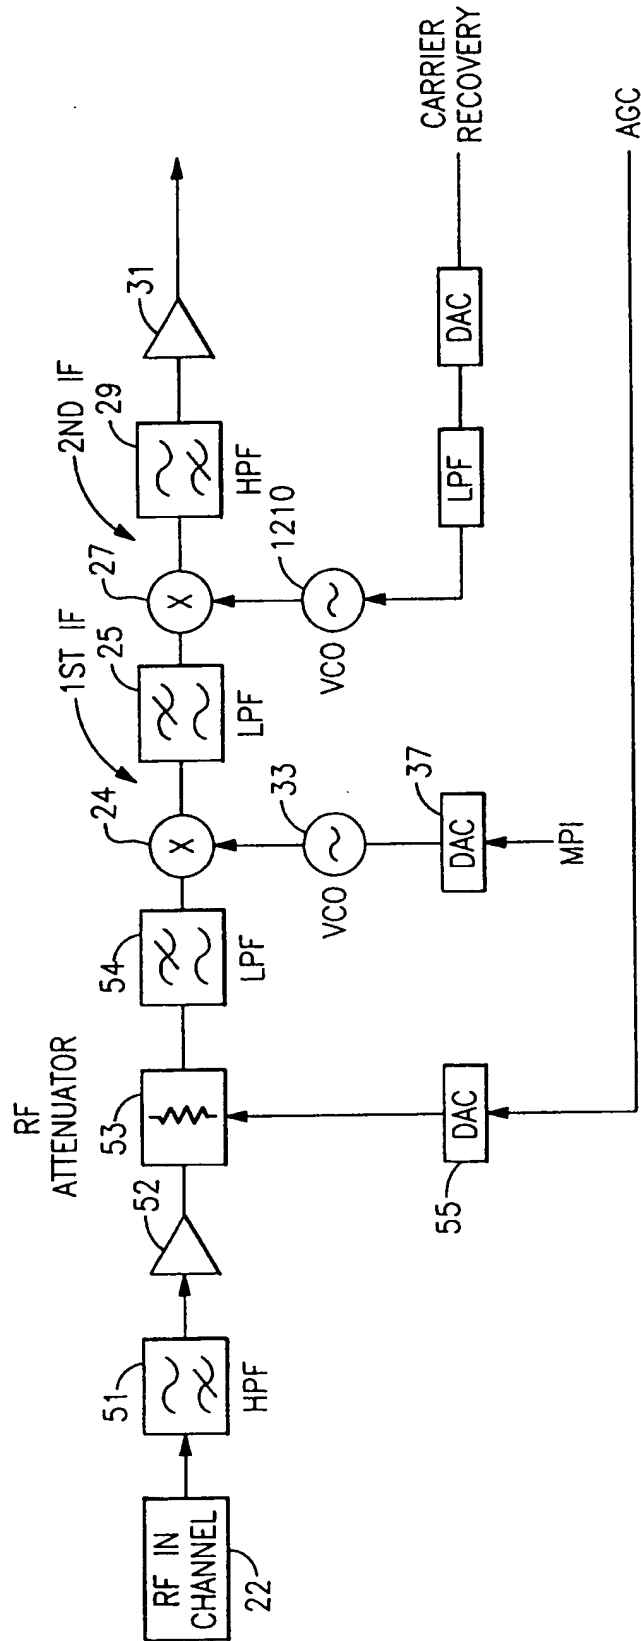 RF IN
CHANNEL
22
51
HPF
52
RF
ATTENUATOR
53
DAC
55
54
LPF
24
1ST IF
VCO
33
DAC
37
MPI
25
LPF
27
2ND IF
VCO
1210
29
HPF
31
LPF
DAC
CARRIER
RECOVERY
AGC